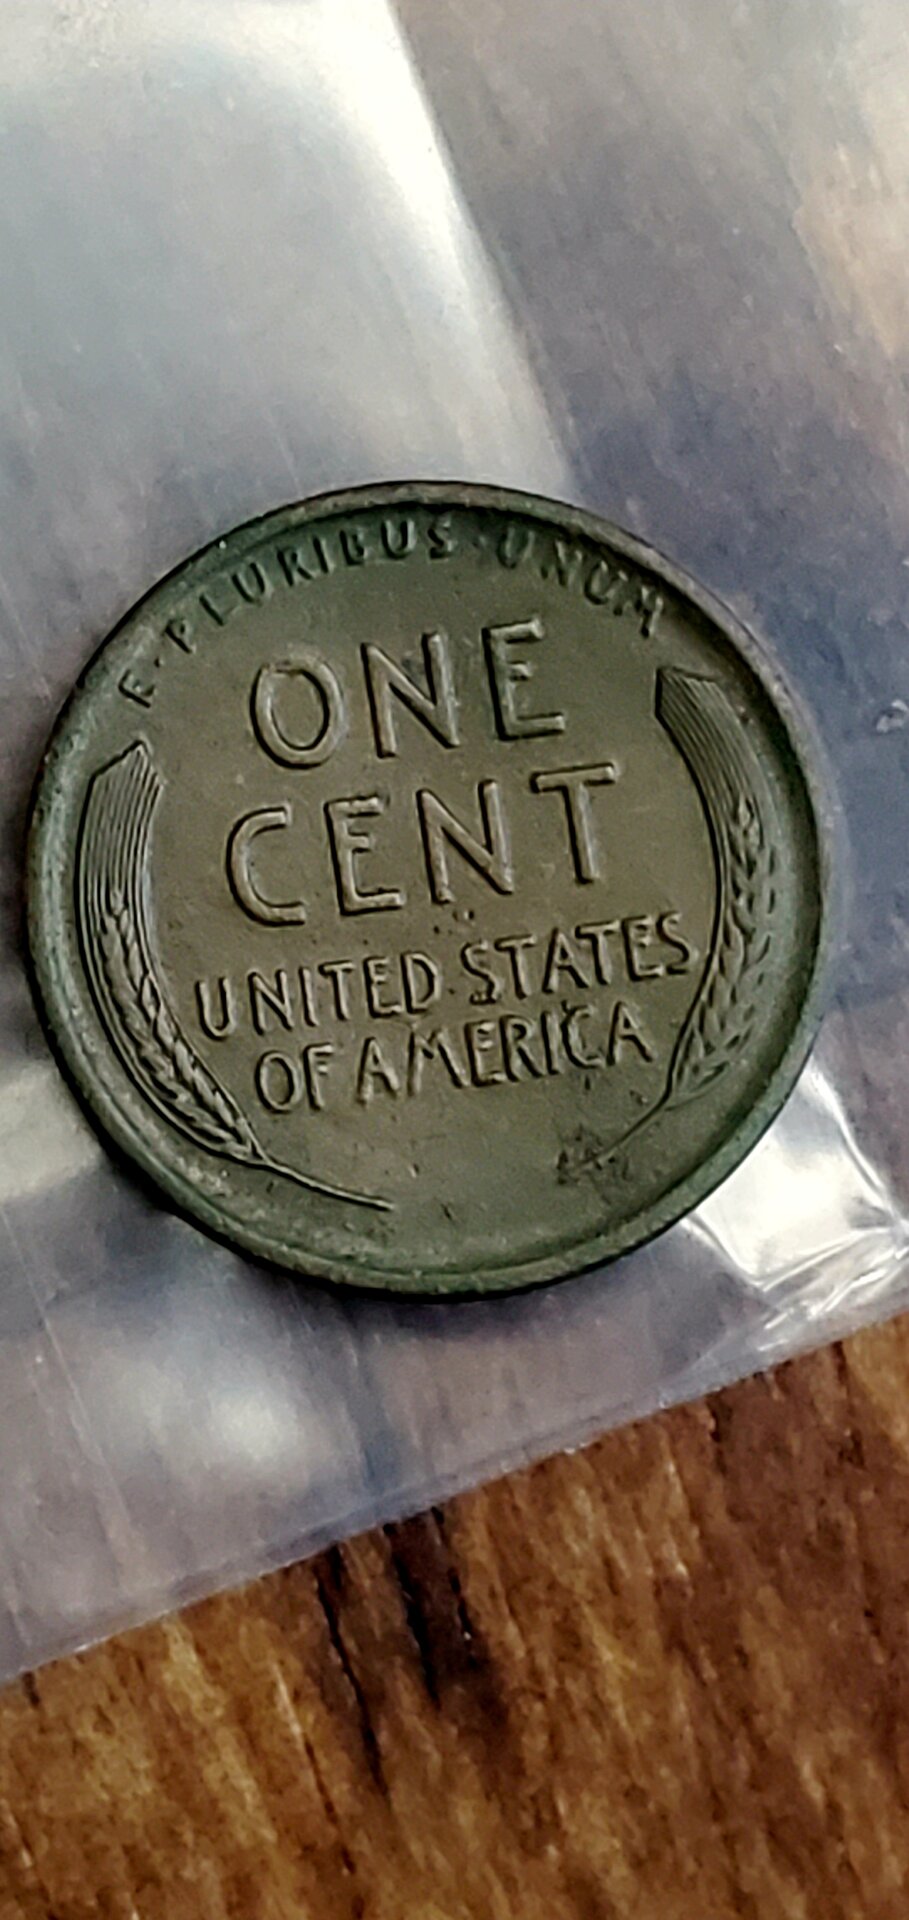 E·PLURIBUS·UNUM
ONE
CENT
UNITED·STATES
OF AMERICA